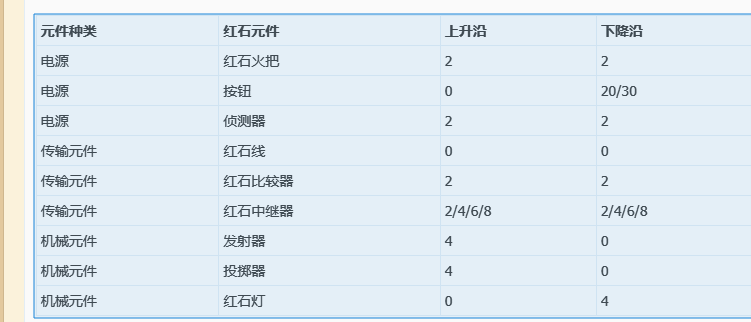 元件种类 红石元件 上升沿 下降沿
电源 红石火把 2 2
电源 按钮 0 20/30
电源 侦测器 2 2
传输元件 红石线 0 0
传输元件 红石比较器 2 2
传输元件 红石中继器 2/4/6/8 2/4/6/8
机械元件 发射器 4 0
机械元件 投掷器 4 0
机械元件 红石灯 0 4